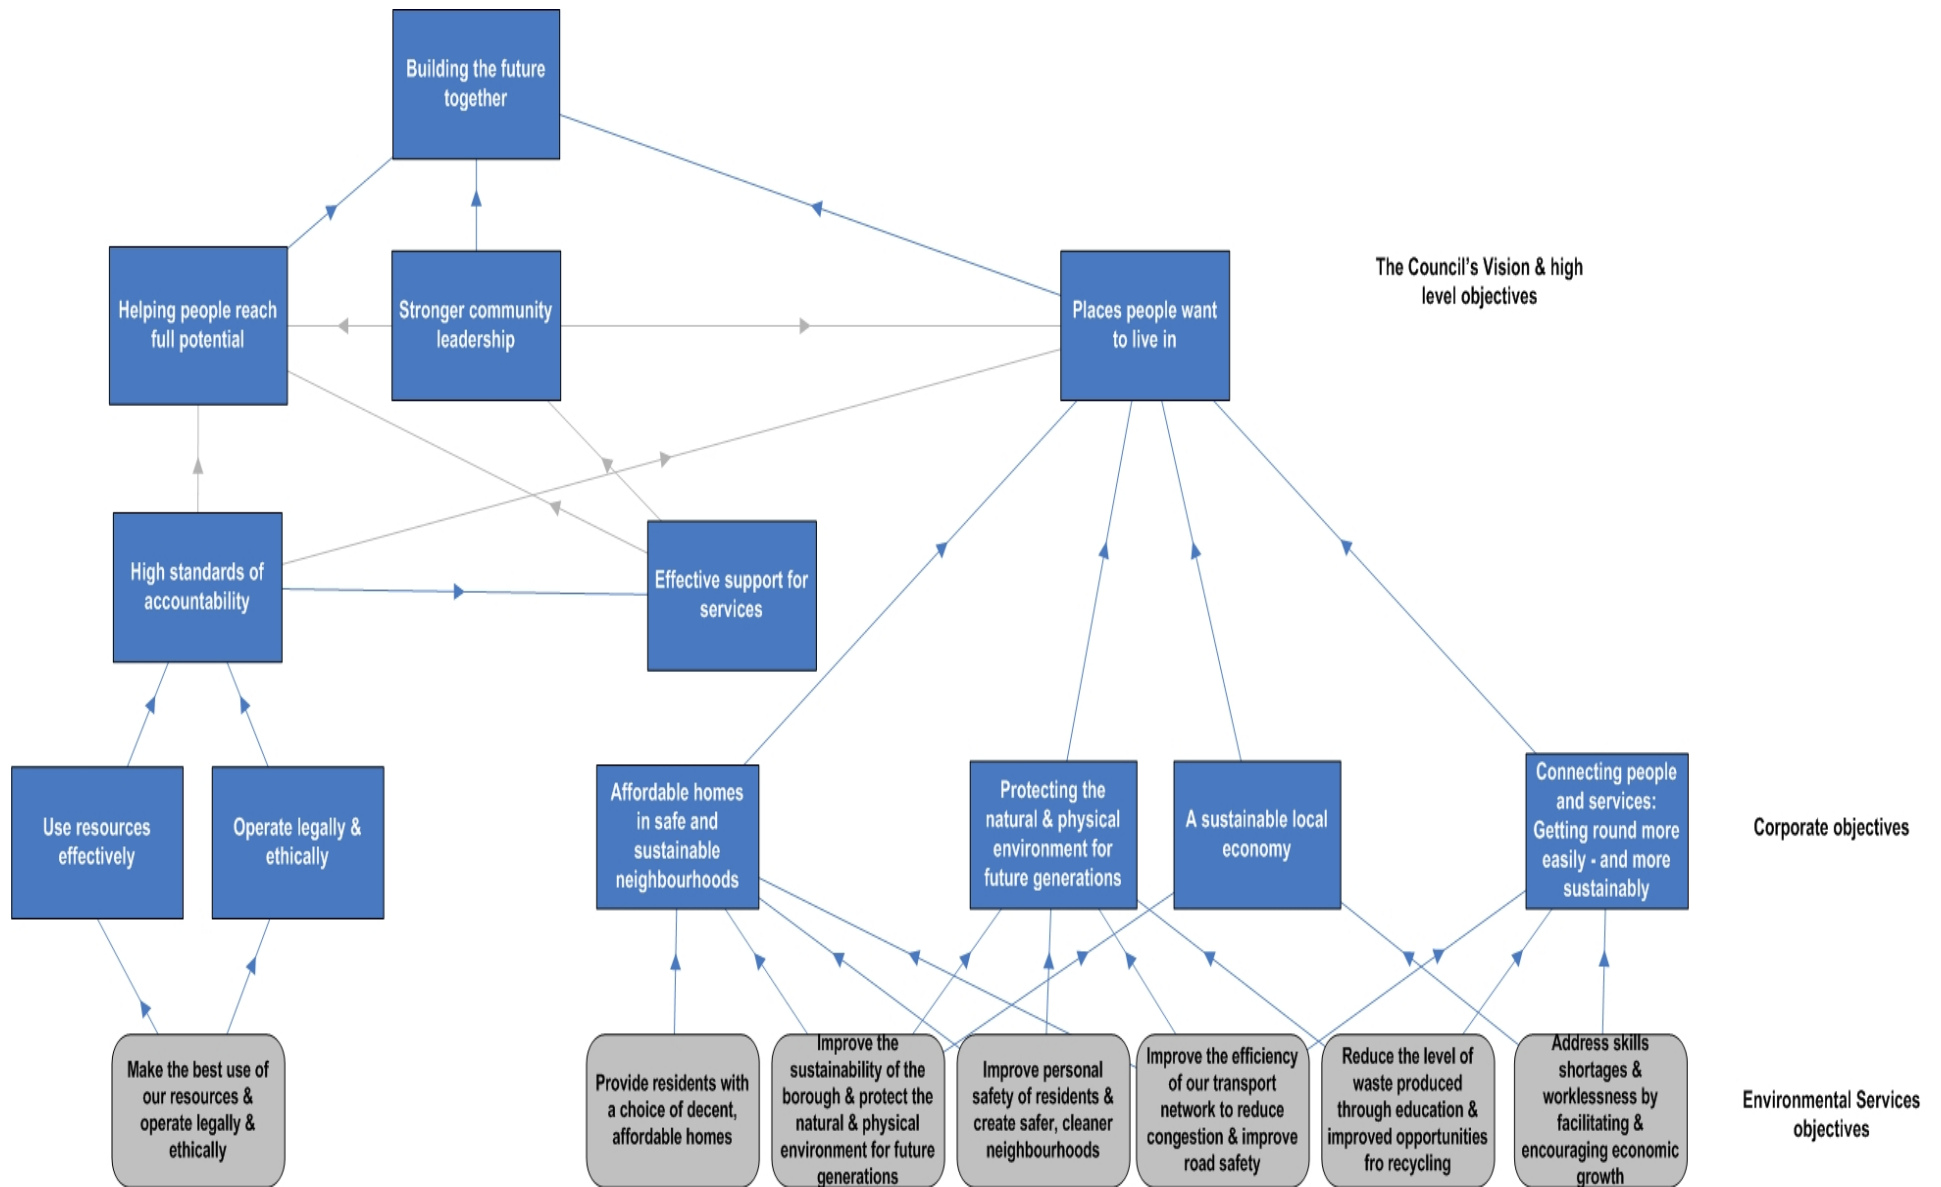 Building the future
together
Helping people reach
full potential
Stronger community
leadership
Places people want
to live in
The Council's Vision & high
level objectives
High standards of
accountability
Effective support for
services
Use resources
effectively
Operate legally &
ethically
Affordable homes
in safe and
sustainable
neighbourhoods
Protecting the
natural & physical
environment for
future generations
A sustainable local
economy
Connecting people
and services:
Getting round more
easily - and more
sustainably
Corporate objectives
Make the best use of
our resources &
operate legally &
ethically
Provide residents with
a choice of decent,
affordable homes
Improve the
sustainability of the
borough & protect the
natural & physical
environment for future
generations
Improve personal
safety of residents &
create safer, cleaner
neighbourhoods
Improve the efficiency
of our transport
network to reduce
congestion & improve
road safety
Reduce the level of
waste produced
through education &
improved opportunities
fro recycling
Address skills
shortages &
worklessness by
facilitating &
encouraging economic
growth
Environmental Services
objectives